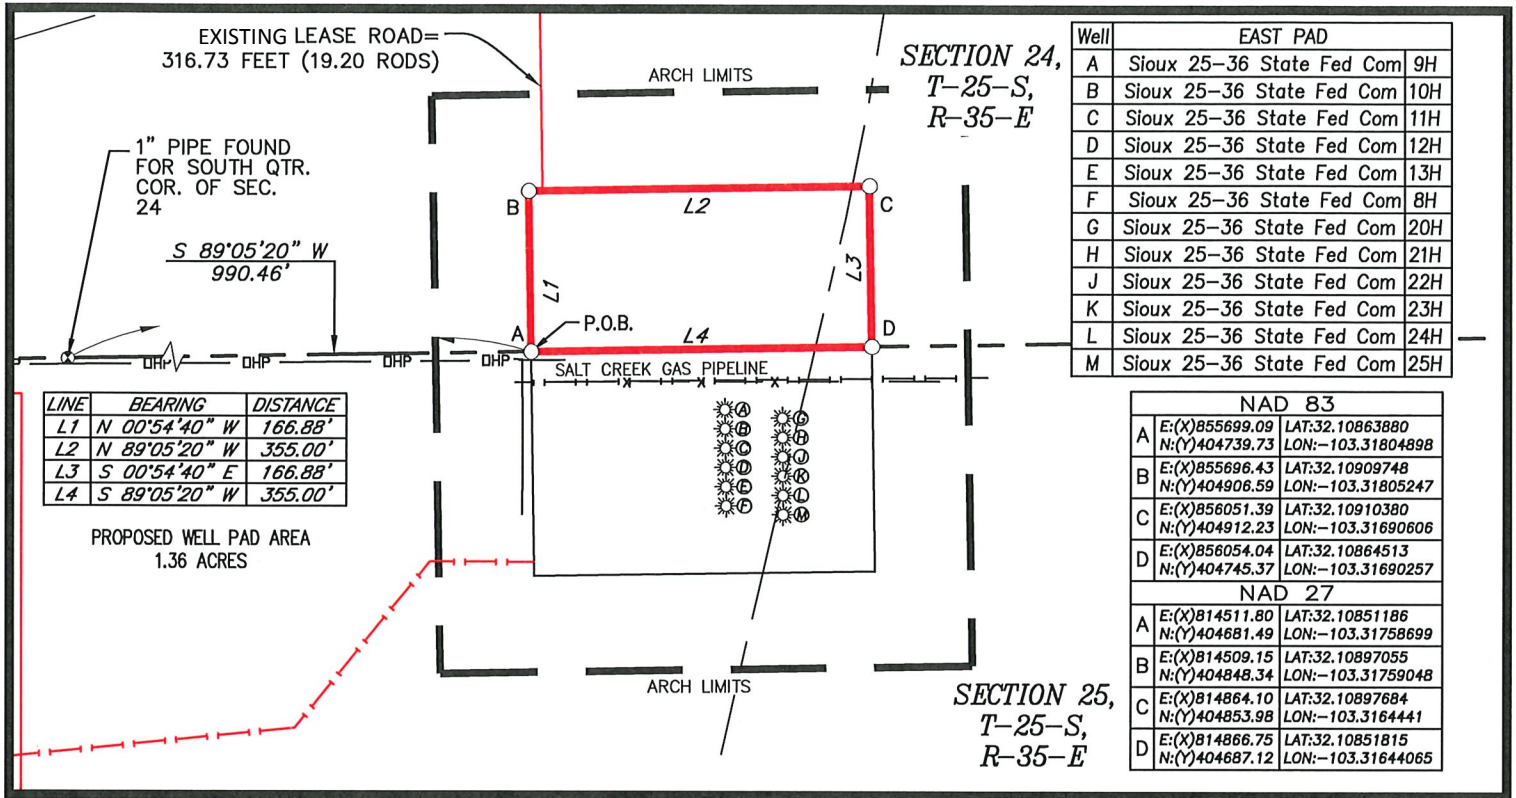 EXISTING LEASE ROAD=
316.73 FEET (19.20 RODS)
ARCH LIMITS
SECTION 24,
T-25-S,
R-35-E
1" PIPE FOUND
FOR SOUTH QTR.
COR. OF SEC.
24
S 89°05'20" W
990.46'
B
L2
C
L1
L3
A
P.O.B.
L4
D
OHP OHP OHP OHP
SALT CREEK GAS PIPELINE
A G
B H
C J
D K
E L
F M
LINE BEARING DISTANCE
L1 N 00°54'40" W 166.88'
L2 N 89°05'20" W 355.00'
L3 S 00°54'40" E 166.88'
L4 S 89°05'20" W 355.00'
PROPOSED WELL PAD AREA
1.36 ACRES
ARCH LIMITS
SECTION 25,
T-25-S,
R-35-E
Well EAST PAD
A Sioux 25-36 State Fed Com 9H
B Sioux 25-36 State Fed Com 10H
C Sioux 25-36 State Fed Com 11H
D Sioux 25-36 State Fed Com 12H
E Sioux 25-36 State Fed Com 13H
F Sioux 25-36 State Fed Com 8H
G Sioux 25-36 State Fed Com 20H
H Sioux 25-36 State Fed Com 21H
J Sioux 25-36 State Fed Com 22H
K Sioux 25-36 State Fed Com 23H
L Sioux 25-36 State Fed Com 24H
M Sioux 25-36 State Fed Com 25H
NAD 83
A E:(X)855699.09 LAT:32.10863880
N:(Y)404739.73 LON:-103.31804898
B E:(X)855696.43 LAT:32.10909748
N:(Y)404906.59 LON:-103.31805247
C E:(X)856051.39 LAT:32.10910380
N:(Y)404912.23 LON:-103.31690606
D E:(X)856054.04 LAT:32.10864513
N:(Y)404745.37 LON:-103.31690257
NAD 27
A E:(X)814511.80 LAT:32.10851186
N:(Y)404681.49 LON:-103.31758699
B E:(X)814509.15 LAT:32.10897055
N:(Y)404848.34 LON:-103.31759048
C E:(X)814864.10 LAT:32.10897684
N:(Y)404853.98 LON:-103.3164441
D E:(X)814866.75 LAT:32.10851815
N:(Y)404687.12 LON:-103.31644065